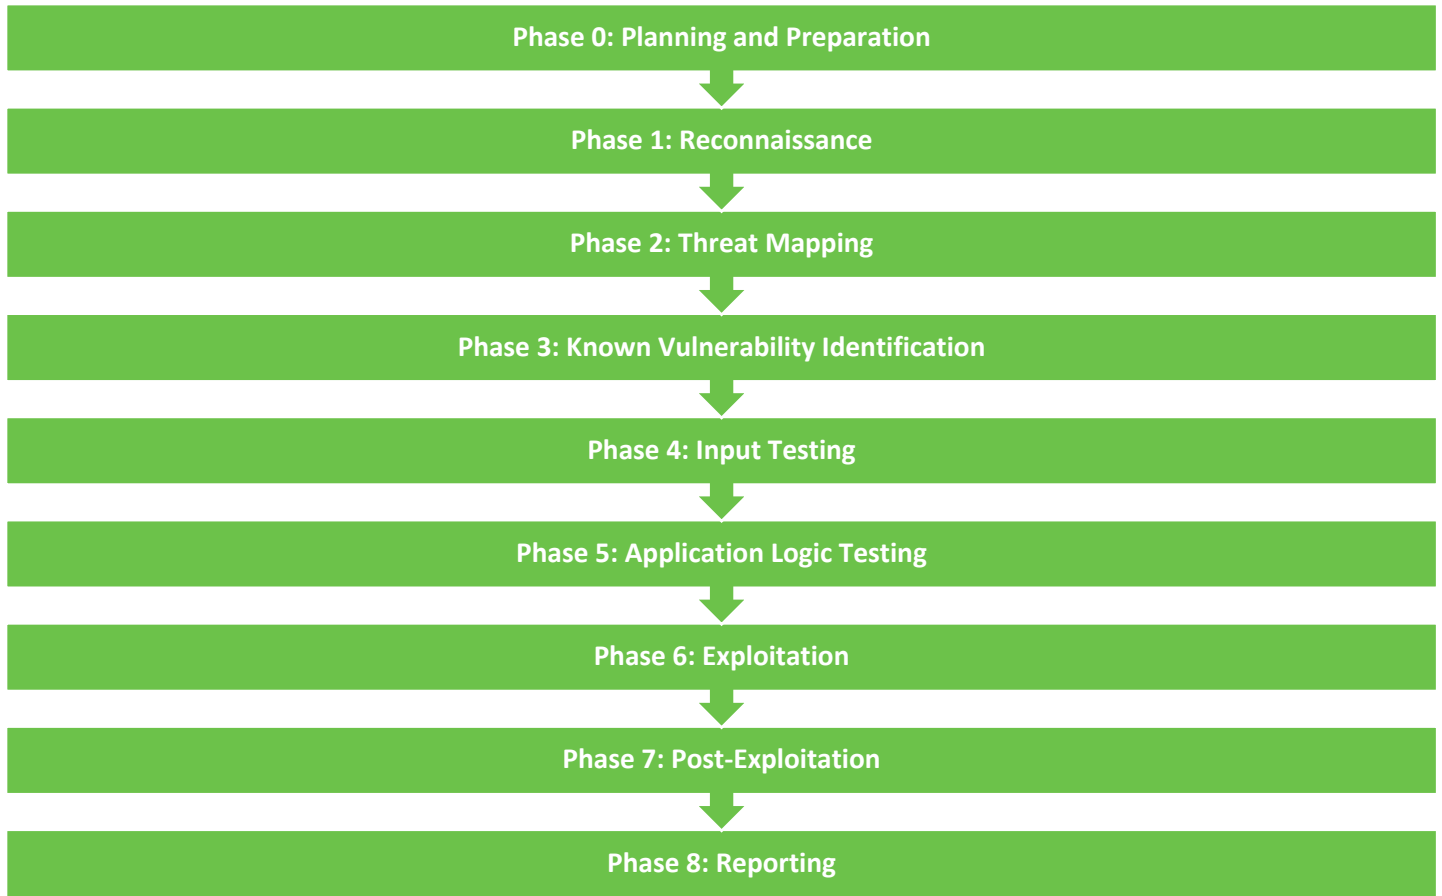 Phase 0: Planning and Preparation
Phase 1: Reconnaissance
Phase 2: Threat Mapping
Phase 3: Known Vulnerability Identification
Phase 4: Input Testing
Phase 5: Application Logic Testing
Phase 6: Exploitation
Phase 7: Post-Exploitation
Phase 8: Reporting